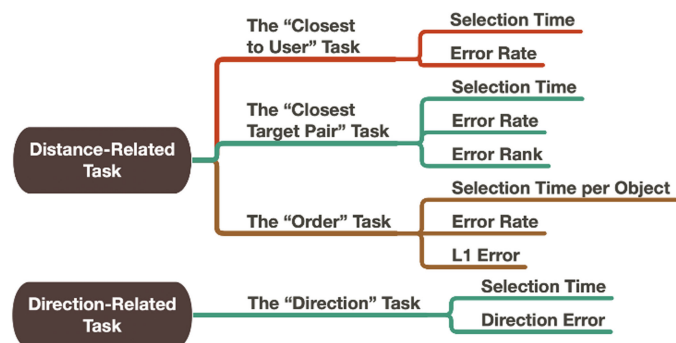 Distance-Related
Task
The “Closest
to User” Task
Selection Time
Error Rate
The “Closest
Target Pair” Task
Selection Time
Error Rate
Error Rank
The “Order” Task
Selection Time per Object
Error Rate
L1 Error
Direction-Related
Task
The “Direction” Task
Selection Time
Direction Error